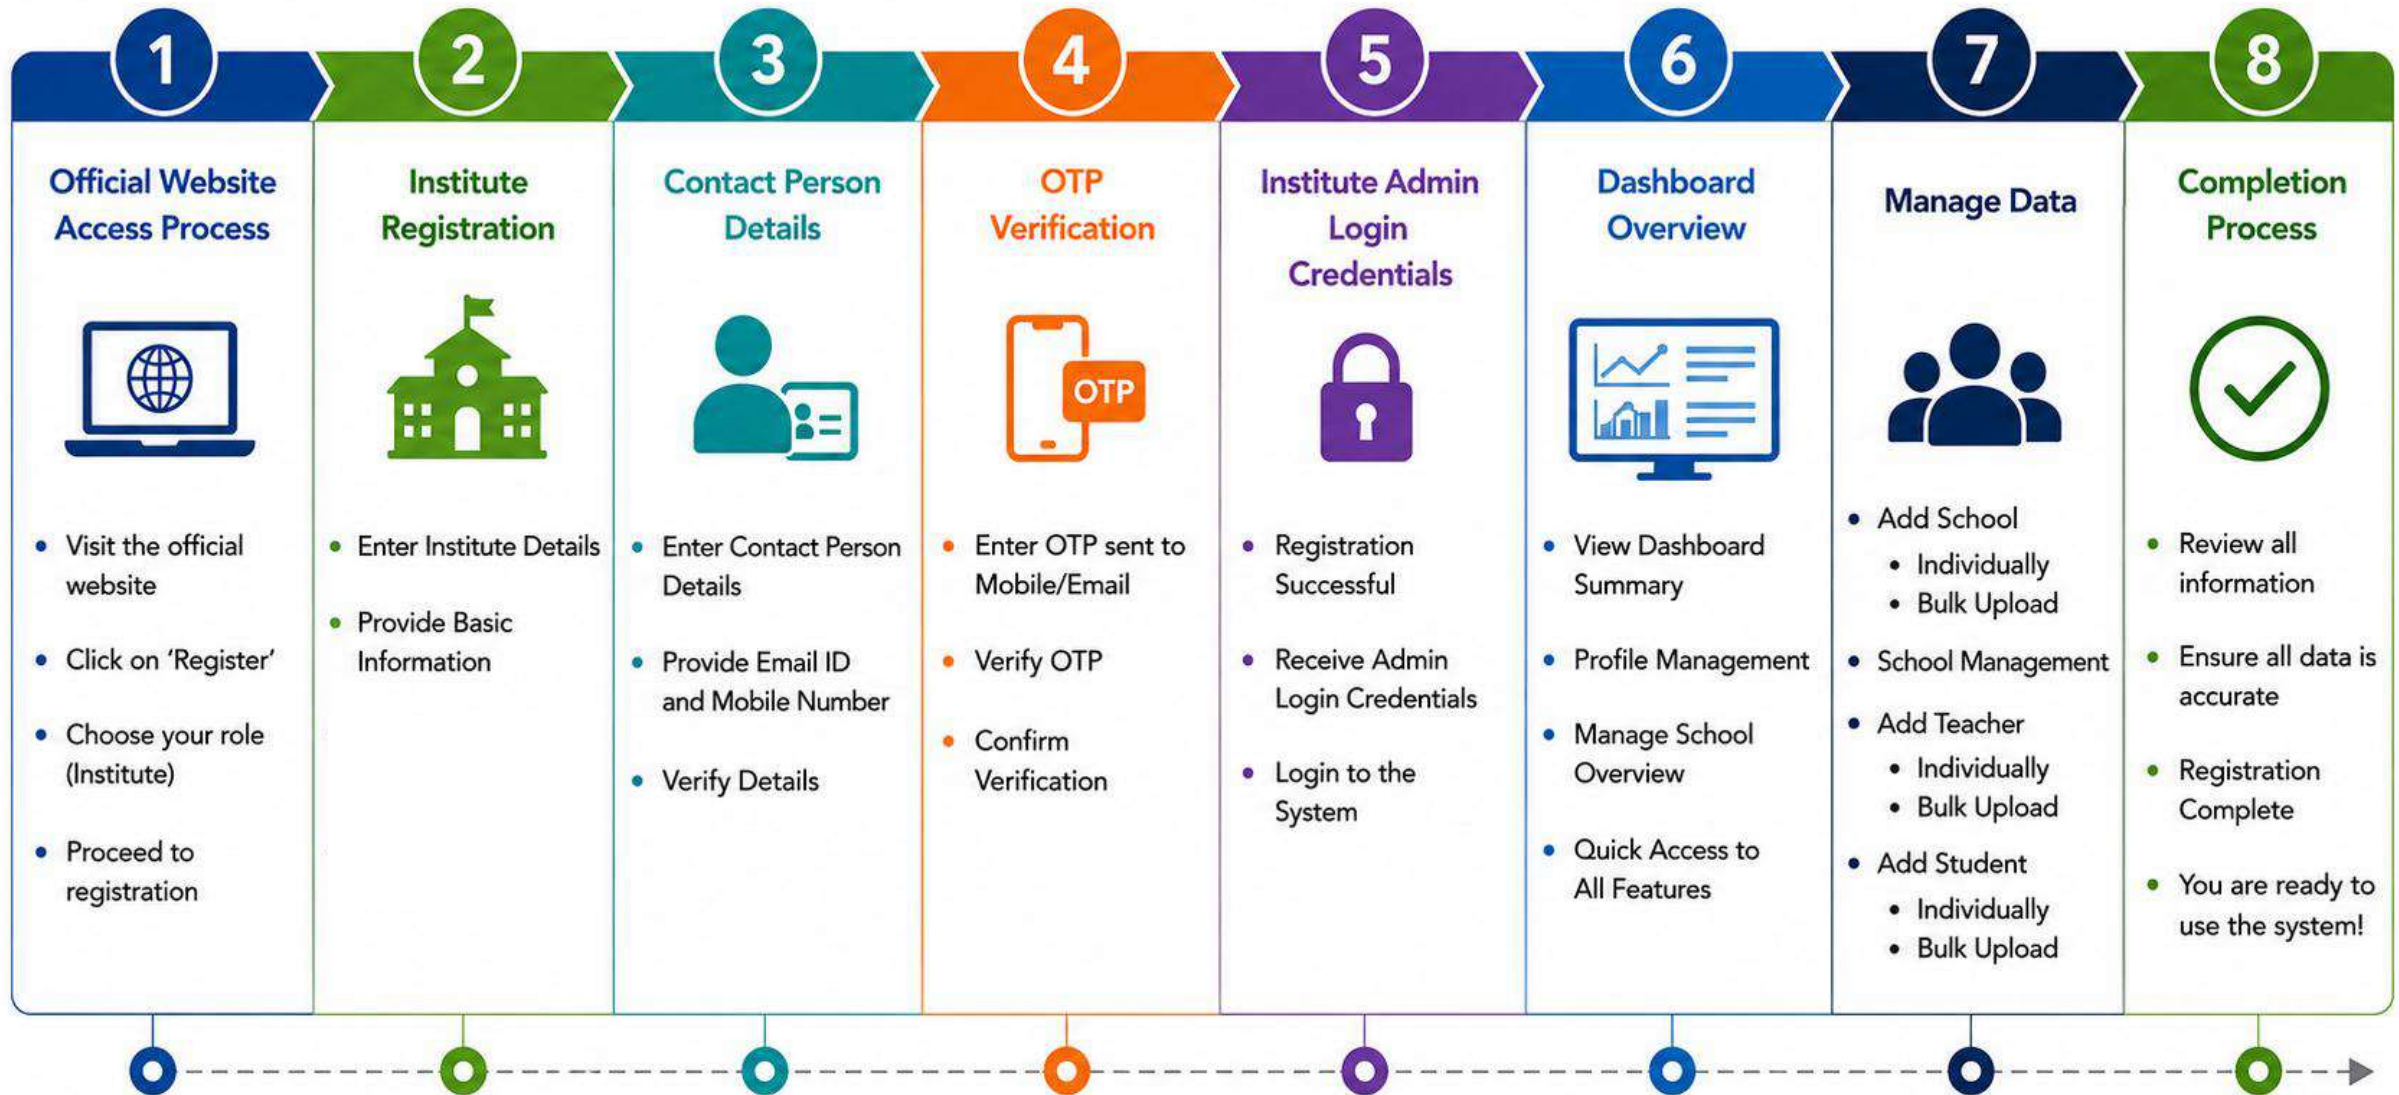 1
Official Website
Access Process
• Visit the official
website
• Click on ‘Register’
• Choose your role
(Institute)
• Proceed to
registration
2
Institute
Registration
• Enter Institute Details
• Provide Basic
Information
3
Contact Person
Details
• Enter Contact Person
Details
• Provide Email ID
and Mobile Number
• Verify Details
4
OTP
Verification
OTP
• Enter OTP sent to
Mobile/Email
• Verify OTP
• Confirm
Verification
5
Institute Admin
Login
Credentials
• Registration
Successful
• Receive Admin
Login Credentials
• Login to the
System
6
Dashboard
Overview
• View Dashboard
Summary
• Profile Management
• Manage School
Overview
• Quick Access to
All Features
7
Manage Data
• Add School
• Individually
• Bulk Upload
• School Management
• Add Teacher
• Individually
• Bulk Upload
• Add Student
• Individually
• Bulk Upload
8
Completion
Process
• Review all
information
• Ensure all data is
accurate
• Registration
Complete
• You are ready to
use the system!